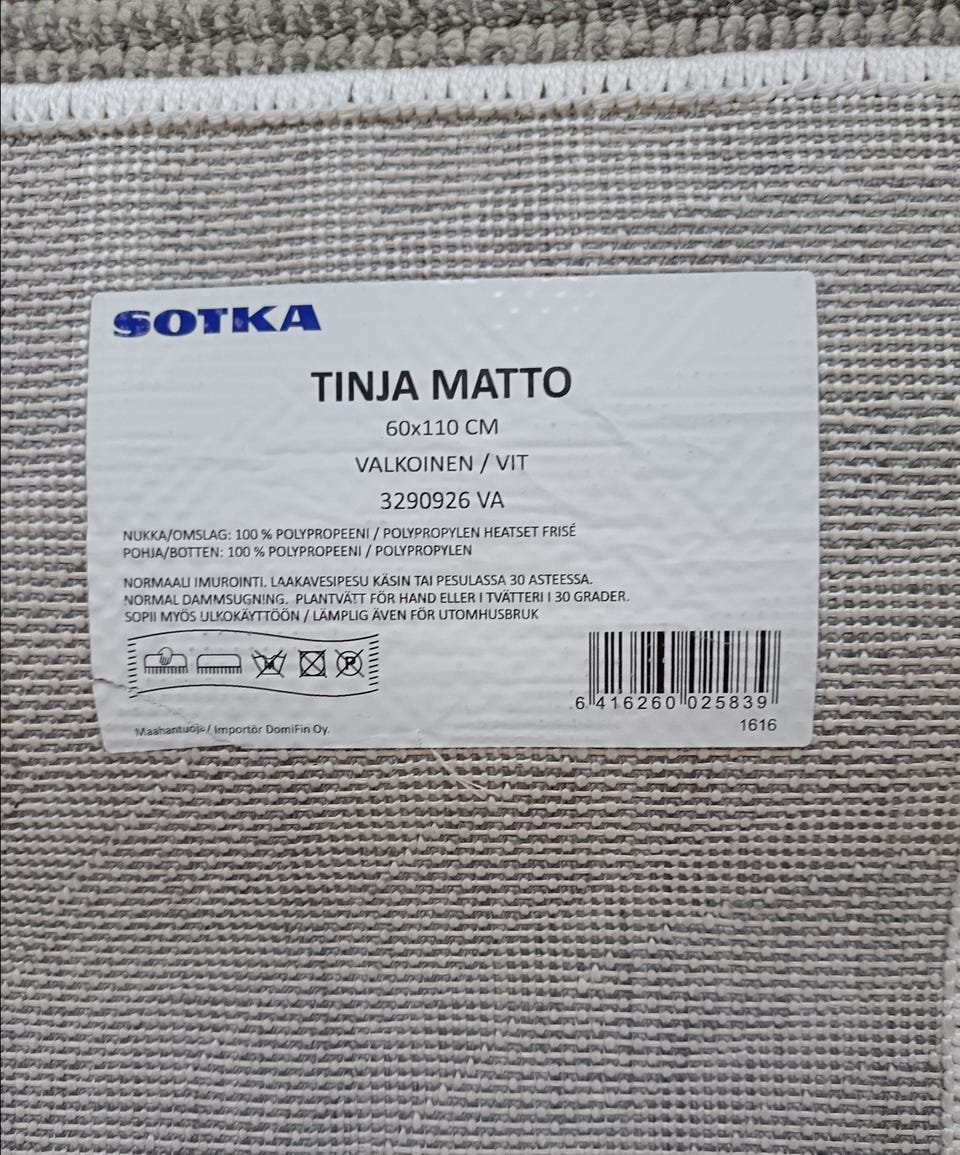 SOTKA
TINJA MATTO
60x110 CM
VALKOINEN / VIT
3290926 VA
NUKKA/OMSLAG: 100 % POLYPROPEENI / POLYPROPYLEN HEATSET FRISÉ
POHJA/BOTTEN: 100 % POLYPROPEENI / POLYPROPYLEN
NORMAALI IMUROINTI. LAAKAVESIPESU KÄSIN TAI PESULASSA 30 ASTEESSA.
NORMAL DAMMSUGNING. PLANTVÄTT FÖR HAND ELLER I TVÄTTERI I 30 GRADER.
SOPII MYÖS ULKOKÄYTTÖÖN / LÄMPLIG ÄVEN FÖR UTOMHUSBRUK
P
6 416260 025839
1616
Maahantuoja/ Importör DomiFin Oy.